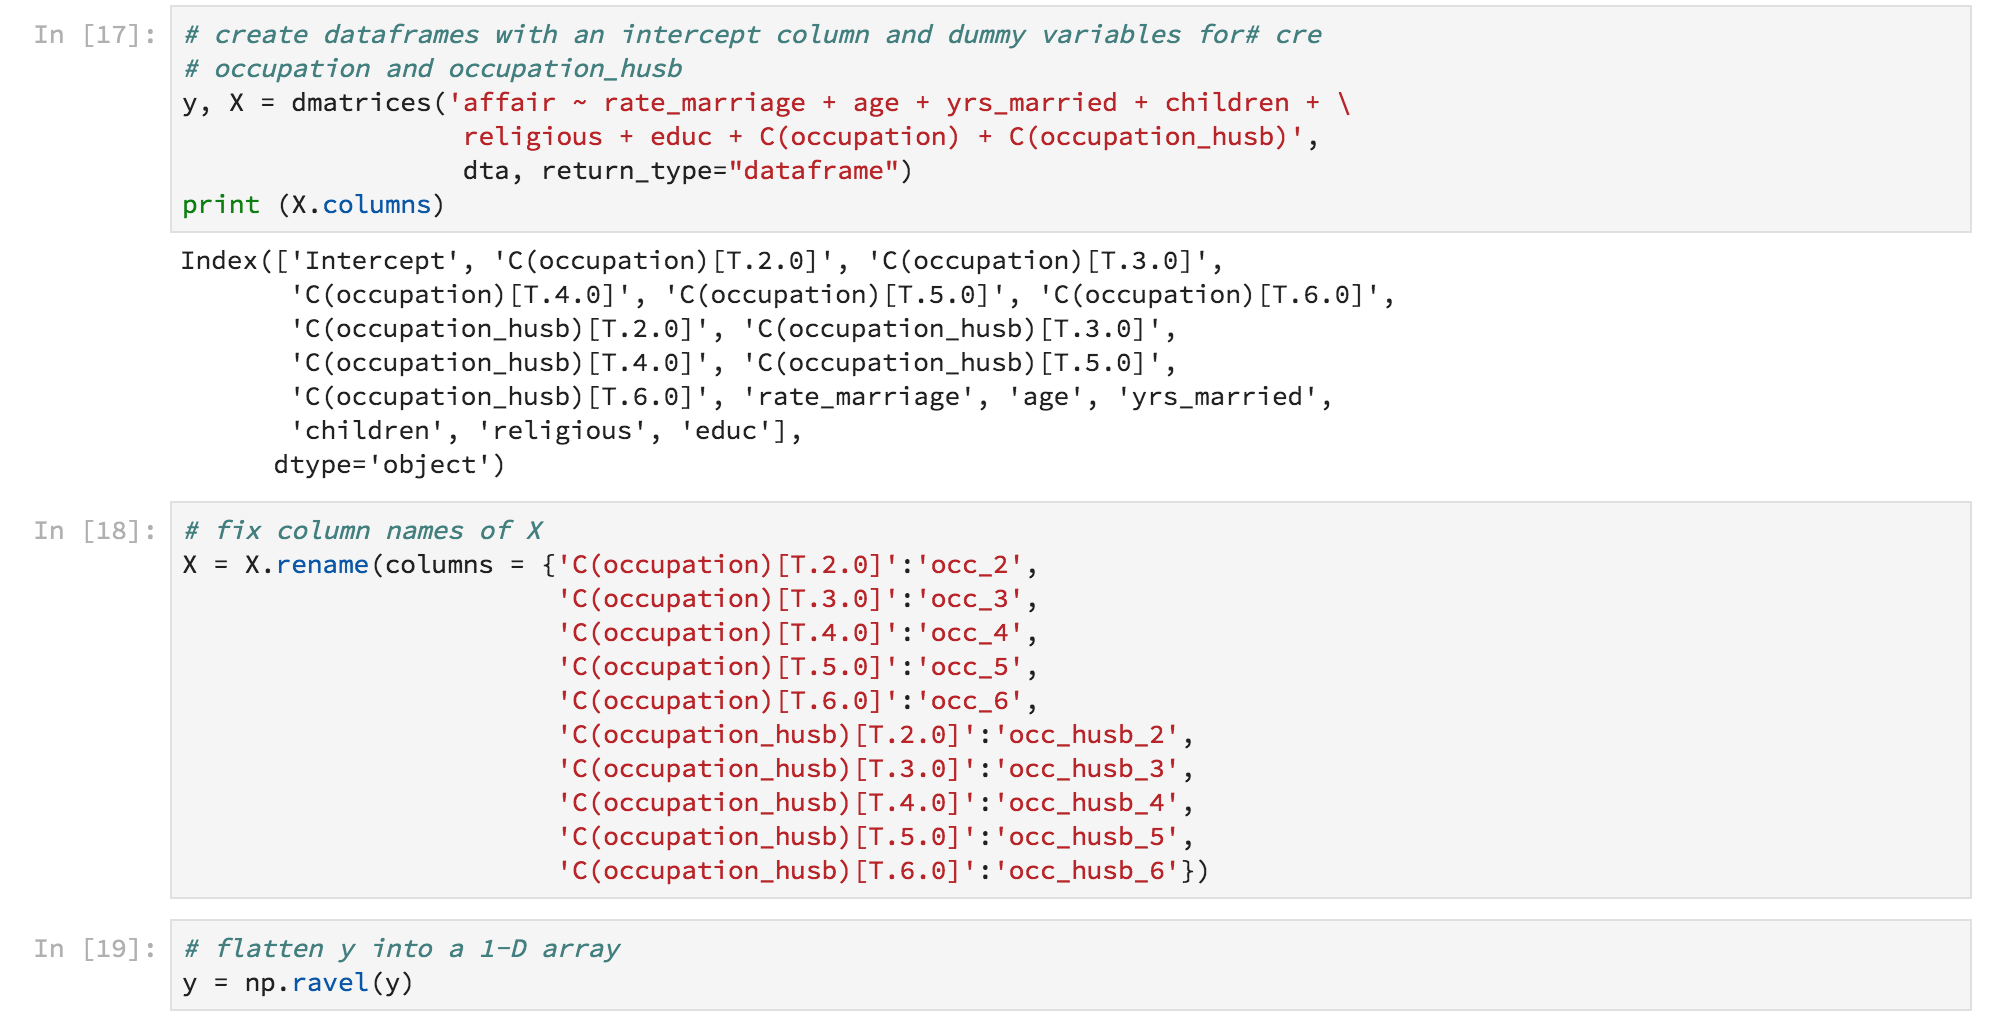 In [17]:
# create dataframes with an intercept column and dummy variables for# cre
# occupation and occupation_husb
y, X = dmatrices('affair ~ rate_marriage + age + yrs_married + children + \
                  religious + educ + C(occupation) + C(occupation_husb)',
                  dta, return_type="dataframe")
print (X.columns)
Index(['Intercept', 'C(occupation)[T.2.0]', 'C(occupation)[T.3.0]',
       'C(occupation)[T.4.0]', 'C(occupation)[T.5.0]', 'C(occupation)[T.6.0]',
       'C(occupation_husb)[T.2.0]', 'C(occupation_husb)[T.3.0]',
       'C(occupation_husb)[T.4.0]', 'C(occupation_husb)[T.5.0]',
       'C(occupation_husb)[T.6.0]', 'rate_marriage', 'age', 'yrs_married',
       'children', 'religious', 'educ'],
      dtype='object')
In [18]:
# fix column names of X
X = X.rename(columns = {'C(occupation)[T.2.0]':'occ_2',
                        'C(occupation)[T.3.0]':'occ_3',
                        'C(occupation)[T.4.0]':'occ_4',
                        'C(occupation)[T.5.0]':'occ_5',
                        'C(occupation)[T.6.0]':'occ_6',
                        'C(occupation_husb)[T.2.0]':'occ_husb_2',
                        'C(occupation_husb)[T.3.0]':'occ_husb_3',
                        'C(occupation_husb)[T.4.0]':'occ_husb_4',
                        'C(occupation_husb)[T.5.0]':'occ_husb_5',
                        'C(occupation_husb)[T.6.0]':'occ_husb_6'})
In [19]:
# flatten y into a 1-D array
y = np.ravel(y)